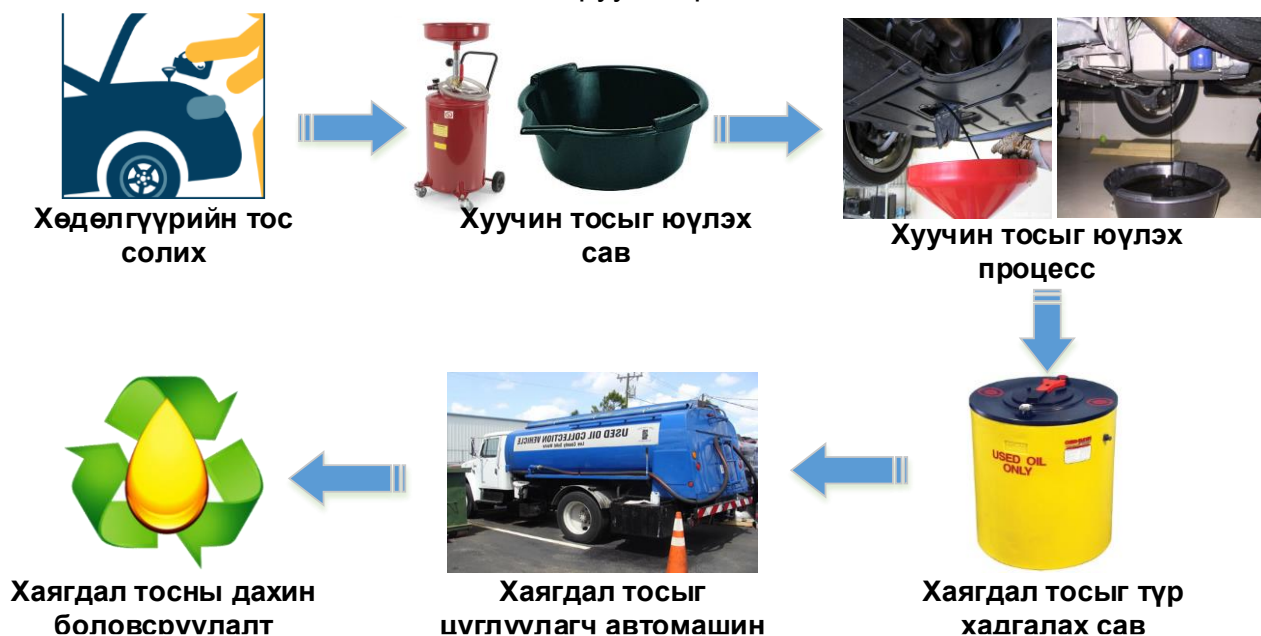 Хөдөлгүүрийн тос
солих
Хуучин тосыг юүлэх
сав
Хуучин тосыг юүлэх
процесс
USED OIL
ONLY
Хаягдал тосыг түр
хадгалах сав
USED OIL COLLECTION VEHICLE
Хаягдал тосыг
цуглуулагч автомашин
Хаягдал тосны дахин
боловсруулалт